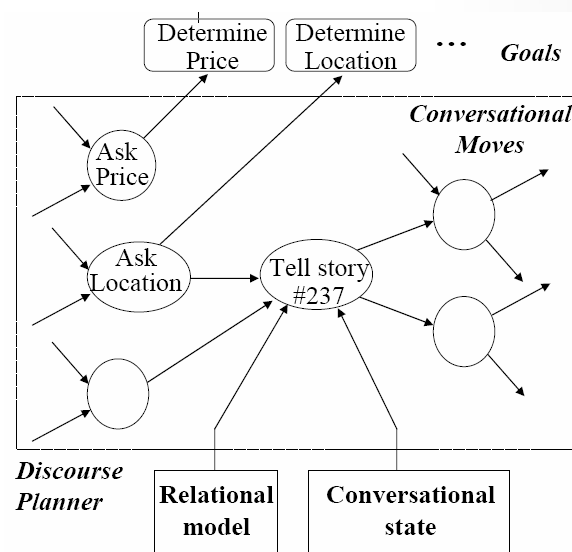 Determine
Price
Determine
Location
...
Goals
Conversational
Moves
Ask
Price
Ask
Location
Tell story
#237
Discourse
Planner
Relational
model
Conversational
state